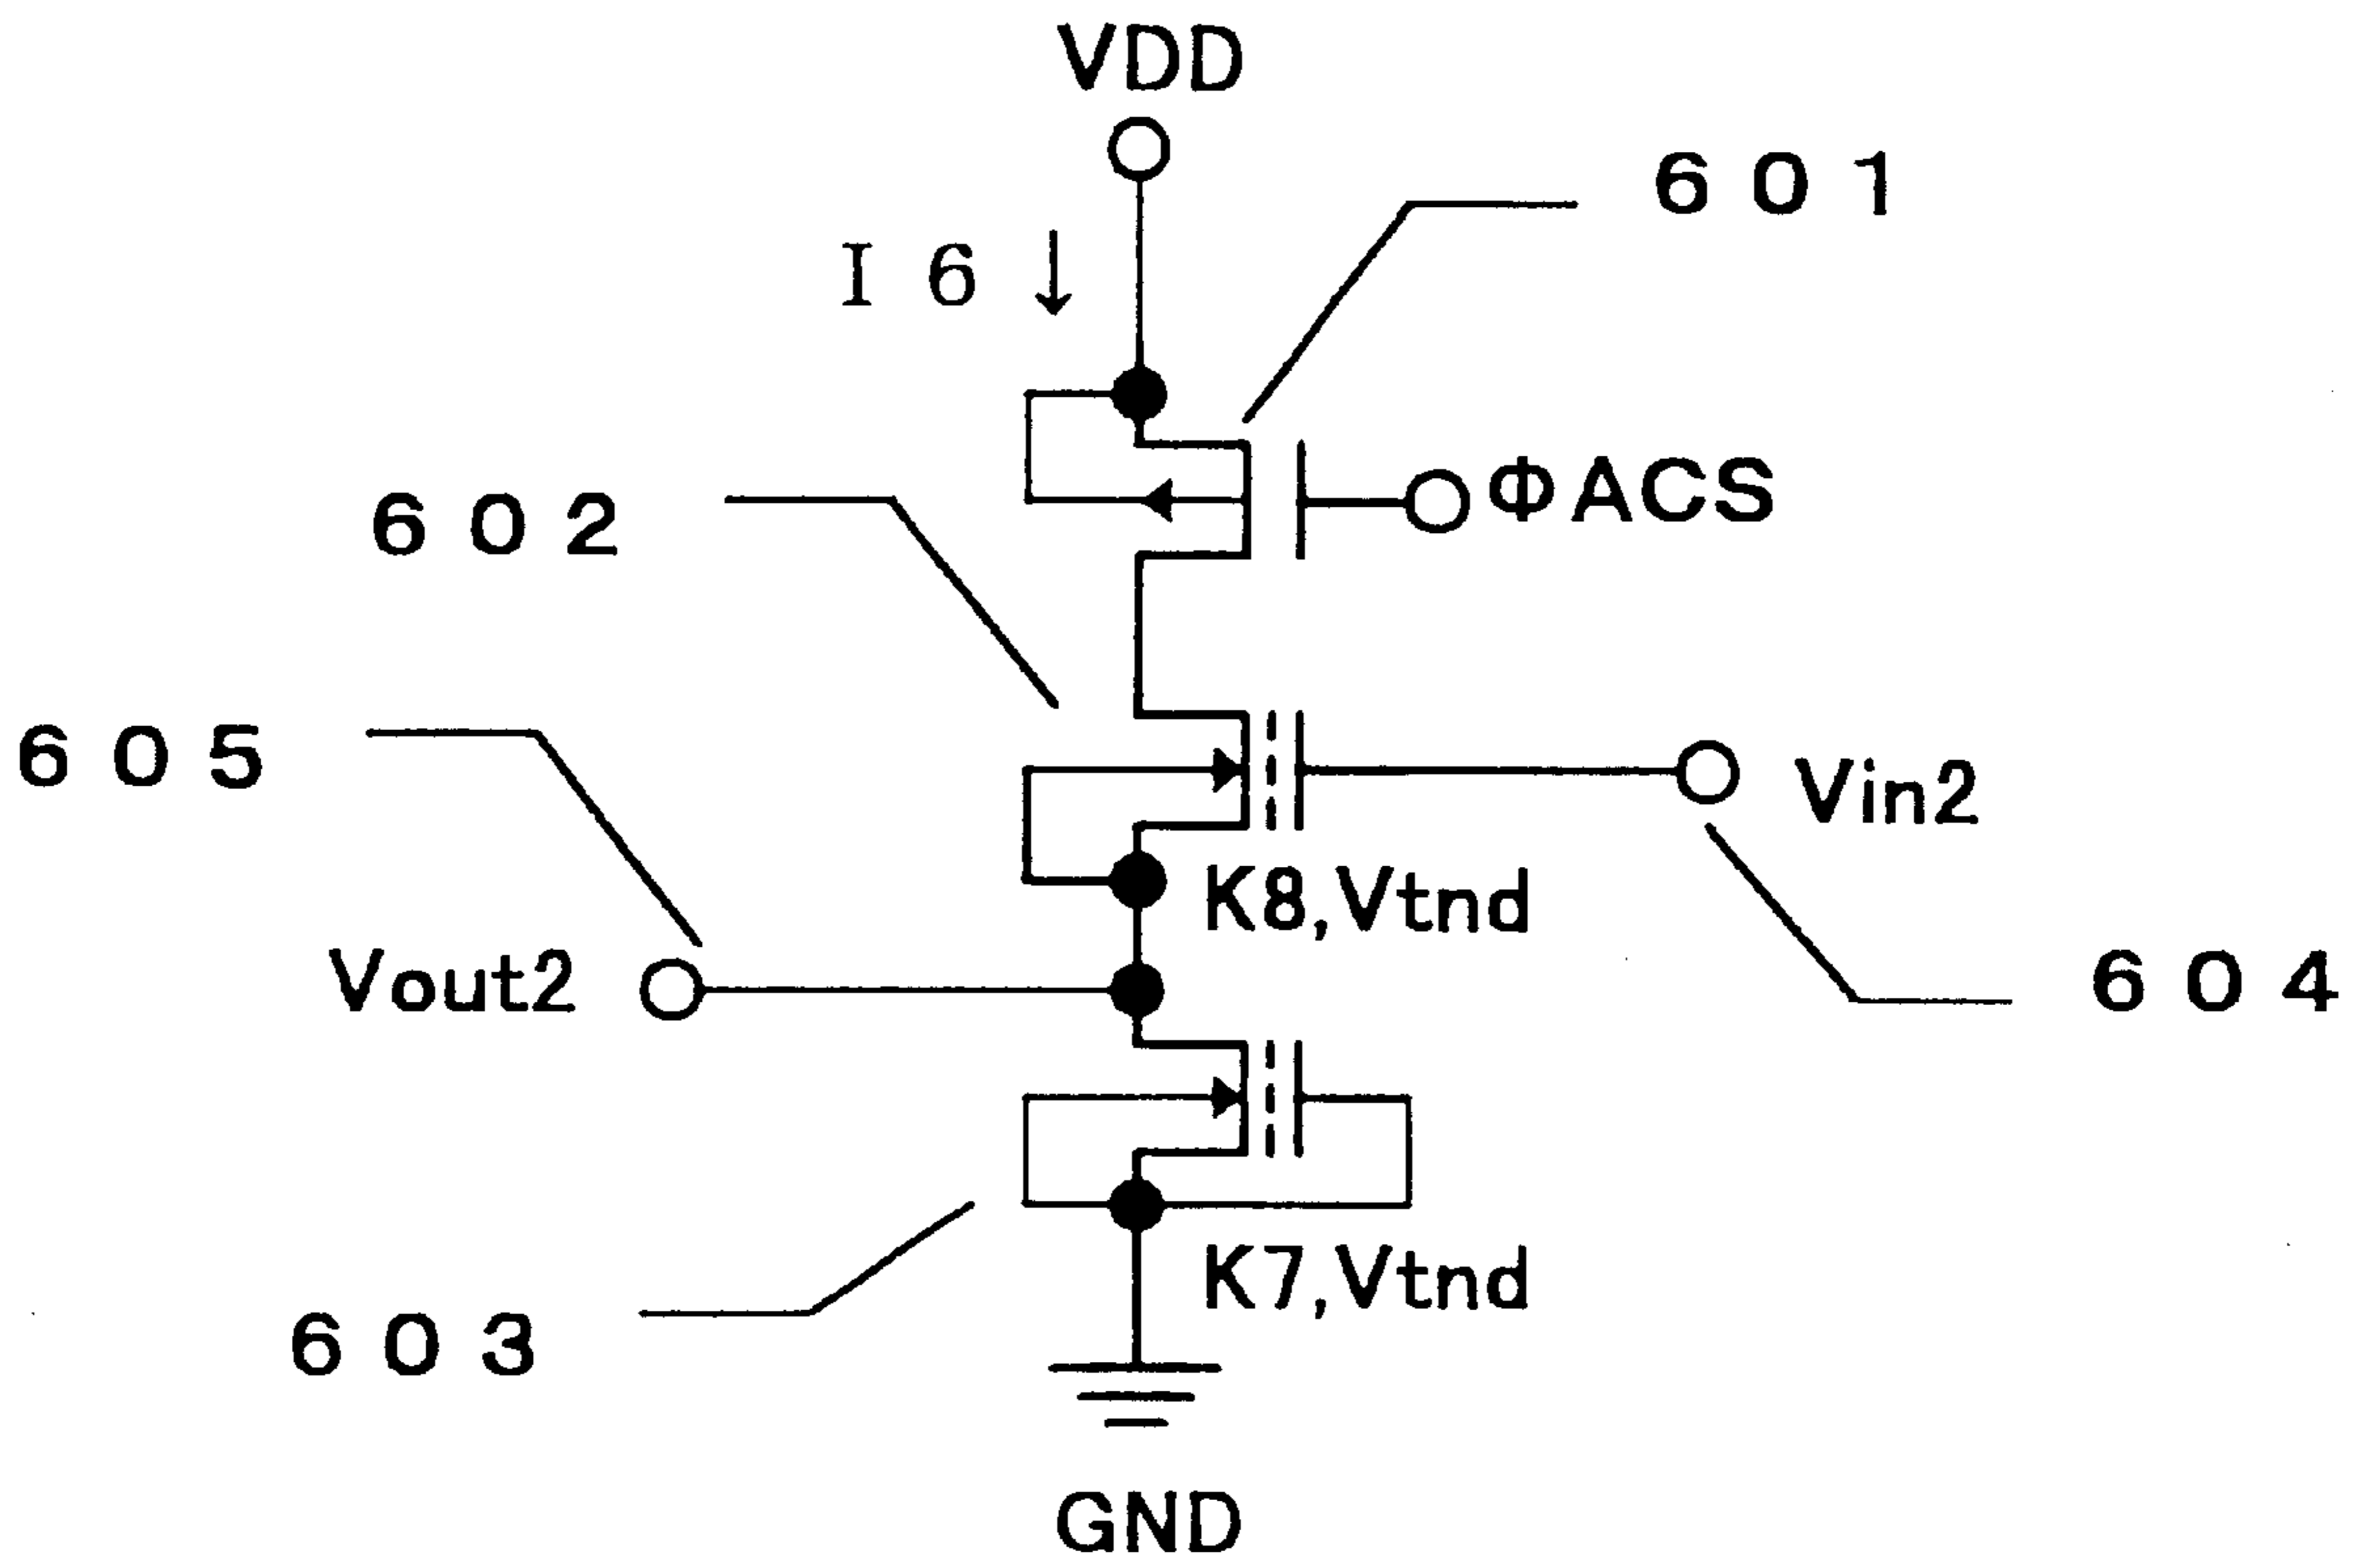 VDD
6 0 1
I 6
ΦACS
6 0 2
6 0 5
Vin2
K8,Vtnd
Vout2
6 0 4
K7,Vtnd
6 0 3
GND